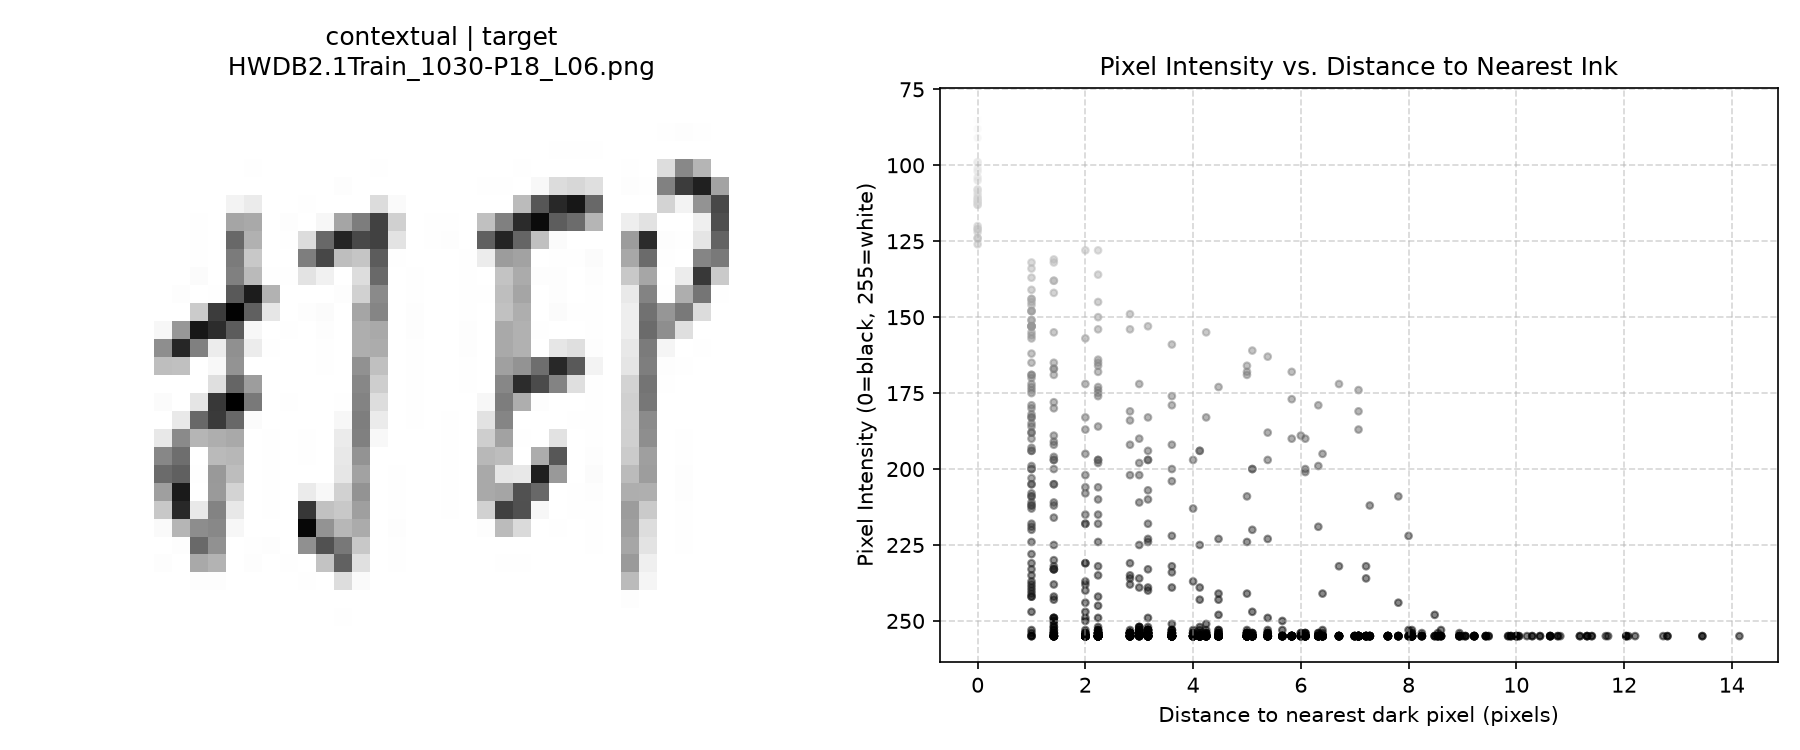 contextual | target
HWDB2.1Train_1030-P18_L06.png
Pixel Intensity vs. Distance to Nearest Ink
Pixel Intensity (0=black, 255=white)
75
100
125
150
175
200
225
250
0 2 4 6 8 10 12 14
Distance to nearest dark pixel (pixels)